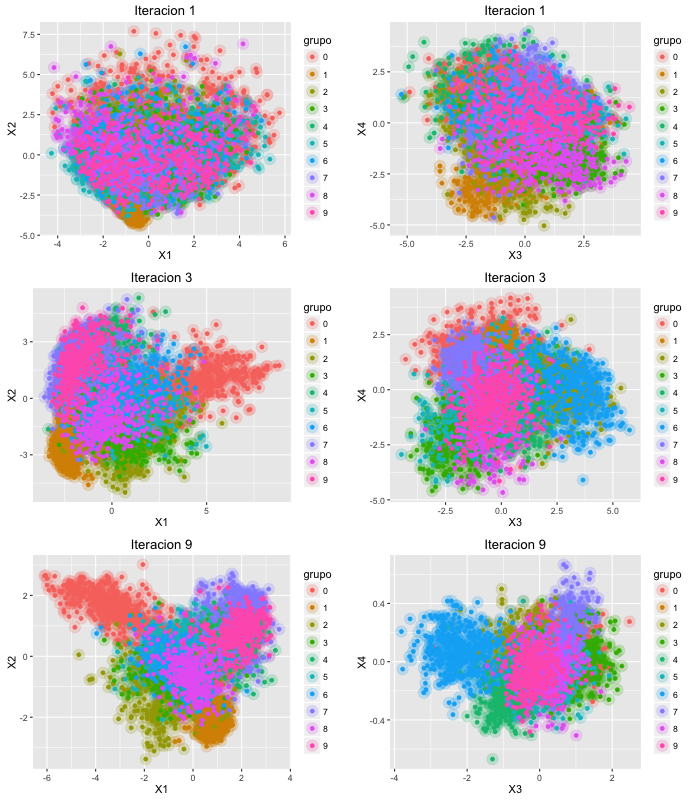 Iteracion 1
7.5
5.0
2.5
0.0
-2.5
-5.0
X2
-4 -2 0 2 4 6
X1
grupo
0
1
2
3
4
5
6
7
8
9
Iteracion 1
2.5
0.0
-2.5
-5.0
X4
-5.0 -2.5 0.0 2.5
X3
grupo
0
1
2
3
4
5
6
7
8
9
Iteracion 3
3
0
-3
X2
0 5
X1
grupo
0
1
2
3
4
5
6
7
8
9
Iteracion 3
2.5
0.0
-2.5
-5.0
X4
-2.5 0.0 2.5 5.0
X3
grupo
0
1
2
3
4
5
6
7
8
9
Iteracion 9
2
0
-2
X2
-6 -4 -2 0 2 4
X1
grupo
0
1
2
3
4
5
6
7
8
9
Iteracion 9
0.4
0.0
-0.4
X4
-4 -2 0 2
X3
grupo
0
1
2
3
4
5
6
7
8
9